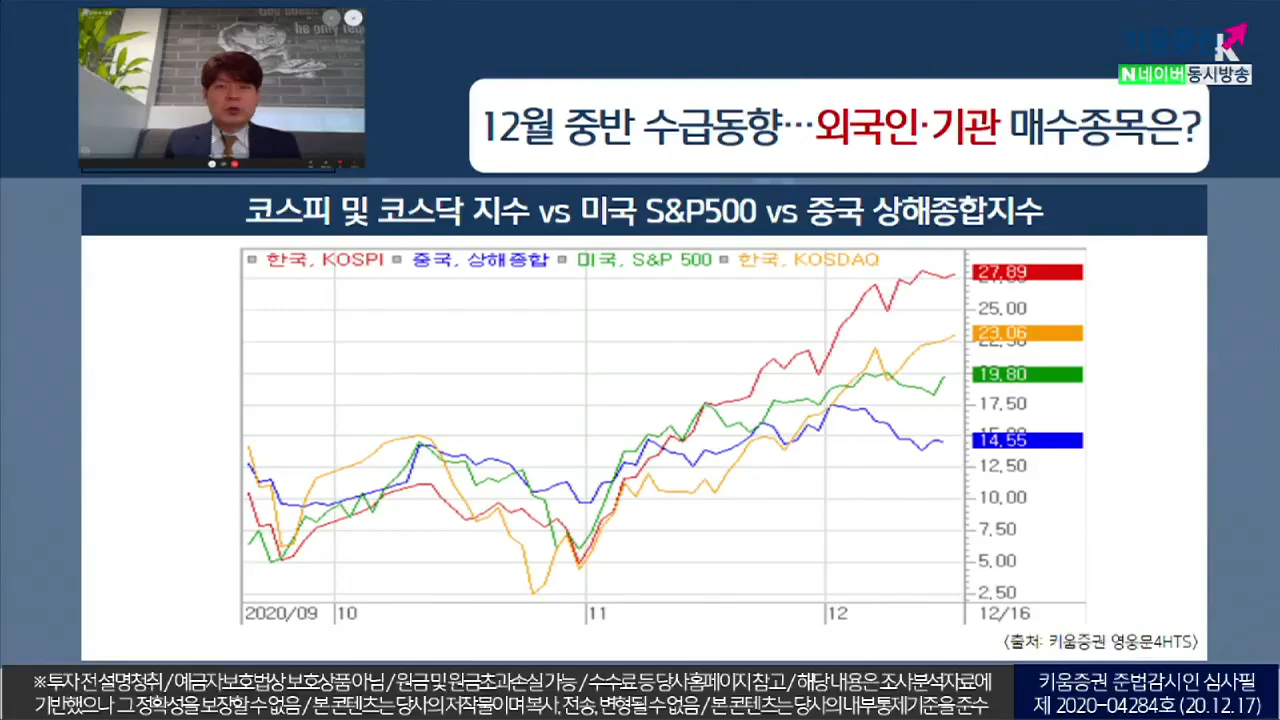 he only
키움증권
N네이버 동시방송
12월 중반 수급동향…외국인·기관 매수종목은?
코스피 및 코스닥 지수 vs 미국 S&P500 vs 중국 상해종합지수
한국, KOSPI 중국, 상해종합 미국, S&P 500 한국, KOSDAQ
27,89
25,00
23,06
22,50
19,80
17,50
15,00
14,55
12,50
10,00
7,50
5,00
2,50
2020/09 10 11 12 12/16
(출처: 키움증권 영웅문4HTS)
※투자 전 설명청취 / 예금자보호법상 보호상품 아님 / 원금 및 원금초과손실 가능 / 수수료 등 당사홈페이지 참고 / 해당 내용은 조사분석자료에
기반했으나 그 정확성을 보장할 수 없음 / 본 콘텐츠는 당사의 저작물이며 복사, 전송, 변형될 수 없음 / 본 콘텐츠는 당사의 내부통제기준을 준수
키움증권 준법감시인 심사필
제 2020-04284호 (20.12.17)